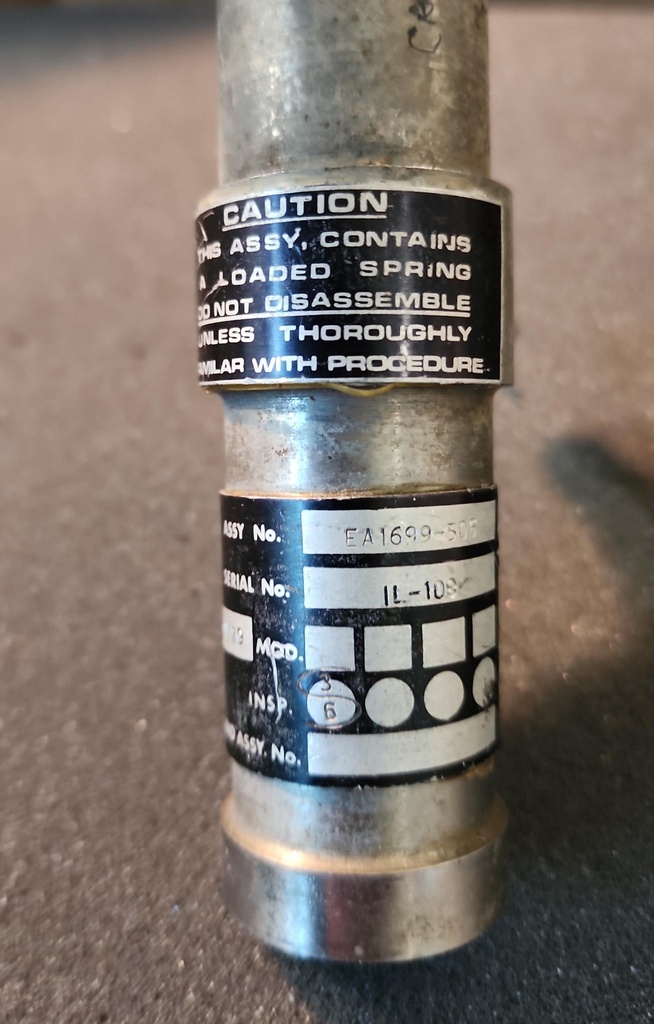 CAUTION
THIS ASSY, CONTAINS
A LOADED SPRING
DO NOT DISASSEMBLE
UNLESS THOROUGHLY
WITH PROCEDURE
ASSY No.
SERIAL No.
MOD.
3
INSP. 6
ASSY. No.